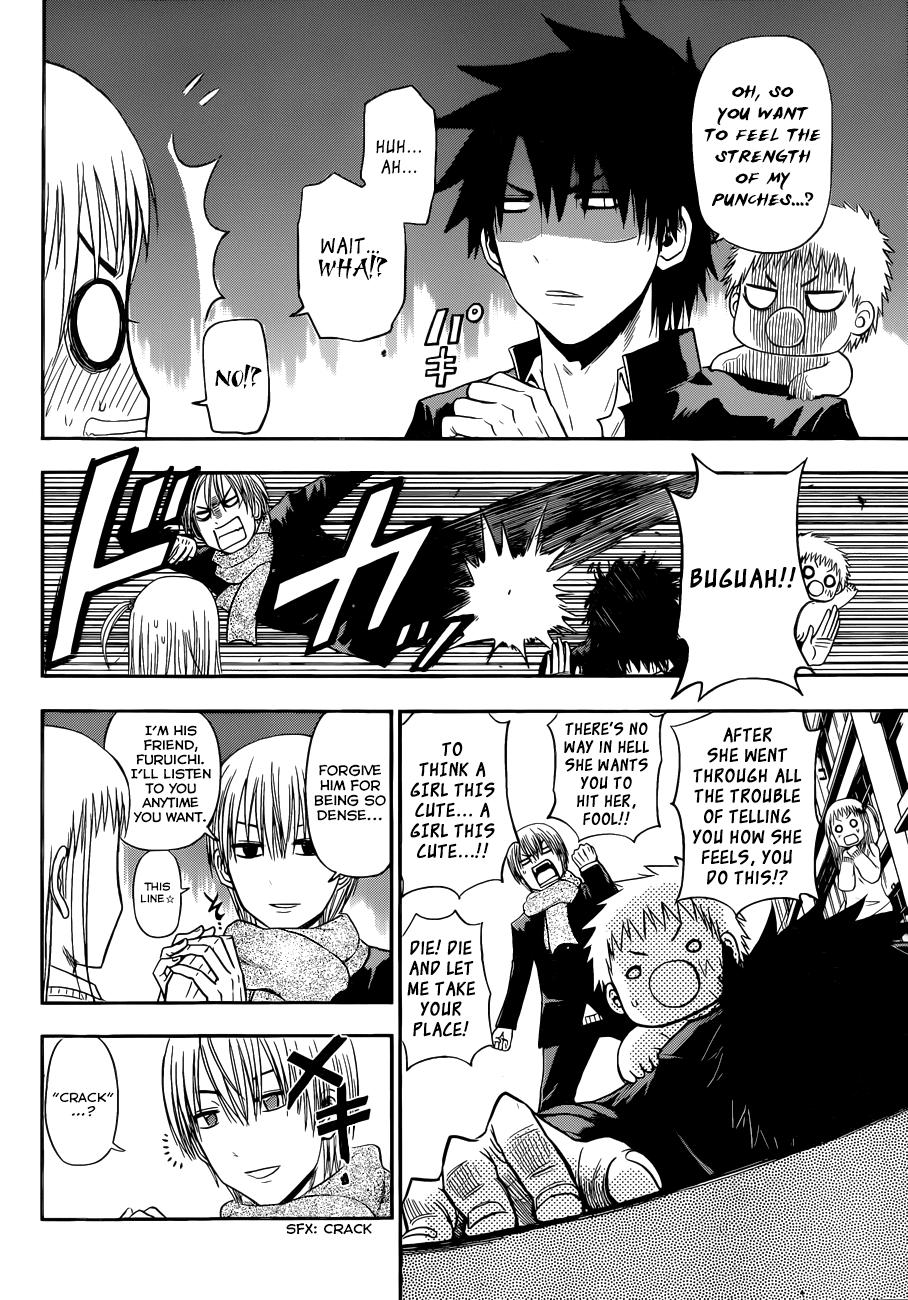 OH, SO
YOU WANT
TO FEEL THE
STRENGTH
OF MY
PUNCHES...?
HUH...
AH...
WAIT...
WHA!?
NO!?
パキ
ドカッ
BUGUAH!!
AFTER
SHE WENT
THROUGH ALL
THE TROUBLE
OF TELLING
YOU HOW SHE
FEELS, YOU
DO THIS!?
THERE'S NO
WAY IN HELL
SHE WANTS
YOU TO
HIT HER,
FOOL!!
TO
THINK A
GIRL THIS
CUTE... A
GIRL THIS
CUTE...!!
DIE! DIE
AND LET
ME TAKE
YOUR
PLACE!
FORGIVE
HIM FOR
BEING SO
DENSE...
I'M HIS
FRIEND,
FURUICHI.
I'LL LISTEN
TO YOU
ANYTIME
YOU WANT.
THIS
LINE☆
メキ
"CRACK"
...?
SFX: CRACK